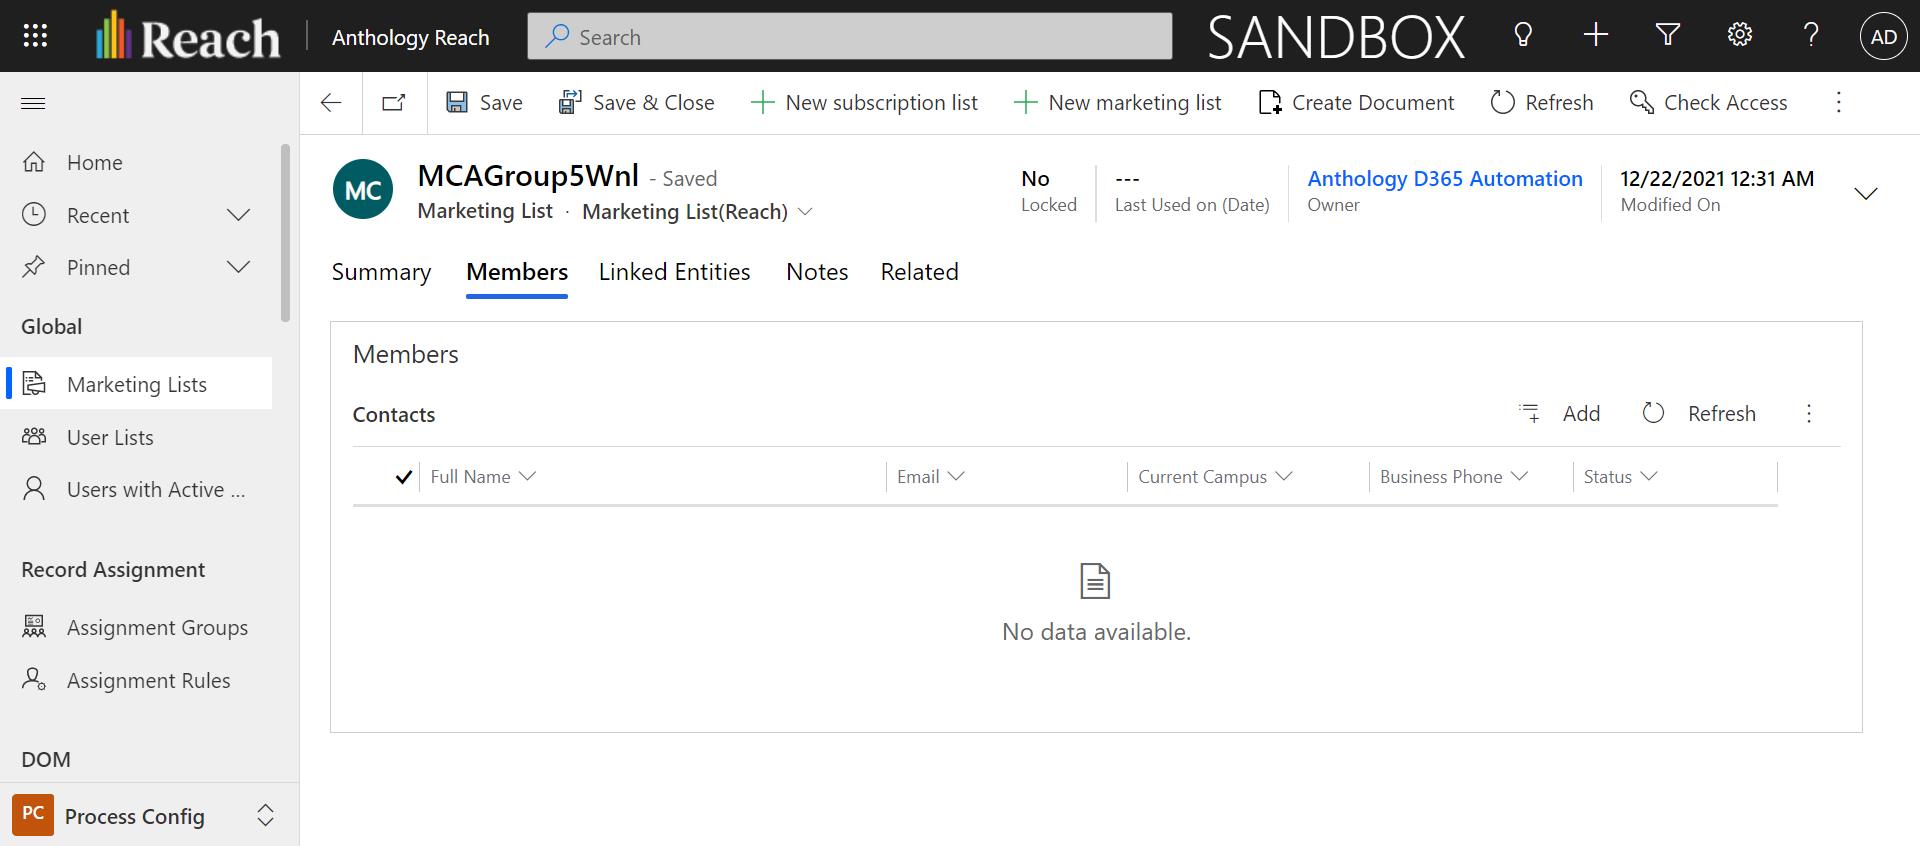 Reach
Anthology Reach
Search
SANDBOX
AD
Save
Save & Close
New subscription list
New marketing list
Create Document
Refresh
Check Access
Home
Recent
Pinned
Global
Marketing Lists
User Lists
Users with Active ...
Record Assignment
Assignment Groups
Assignment Rules
DOM
PC
Process Config
MC
MCAGroup5Wnl - Saved
Marketing List · Marketing List(Reach)
No
Locked
---
Last Used on (Date)
Anthology D365 Automation
Owner
12/22/2021 12:31 AM
Modified On
Summary
Members
Linked Entities
Notes
Related
Members
Contacts
Add
Refresh
Full Name
Email
Current Campus
Business Phone
Status
No data available.